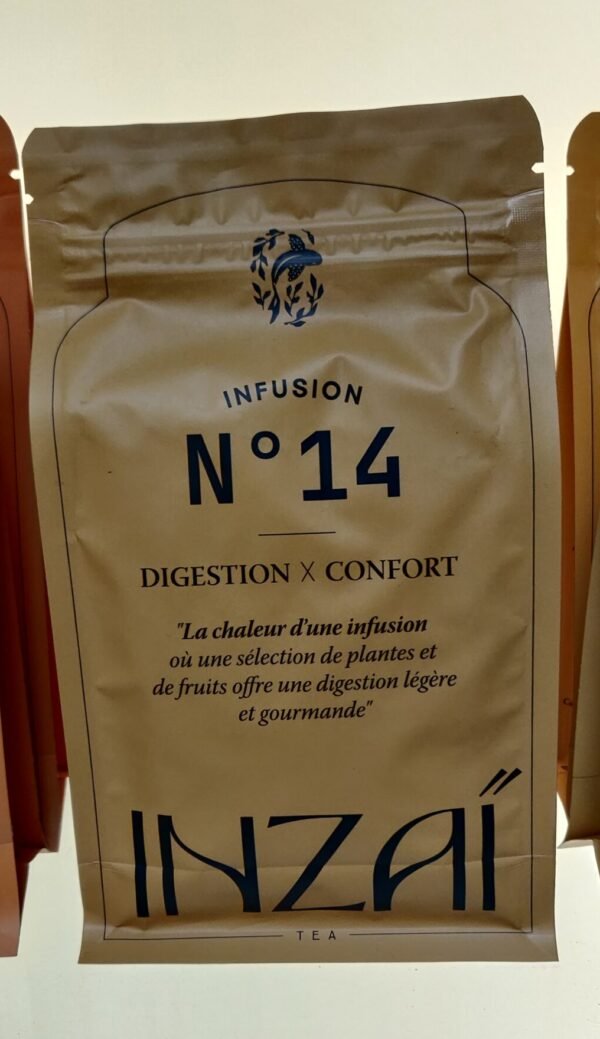 INFUSION
N° 14
DIGESTION X CONFORT
"La chaleur d'une infusion
où une sélection de plantes et
de fruits offre une digestion légère
et gourmande"
INZAÏ
TEA